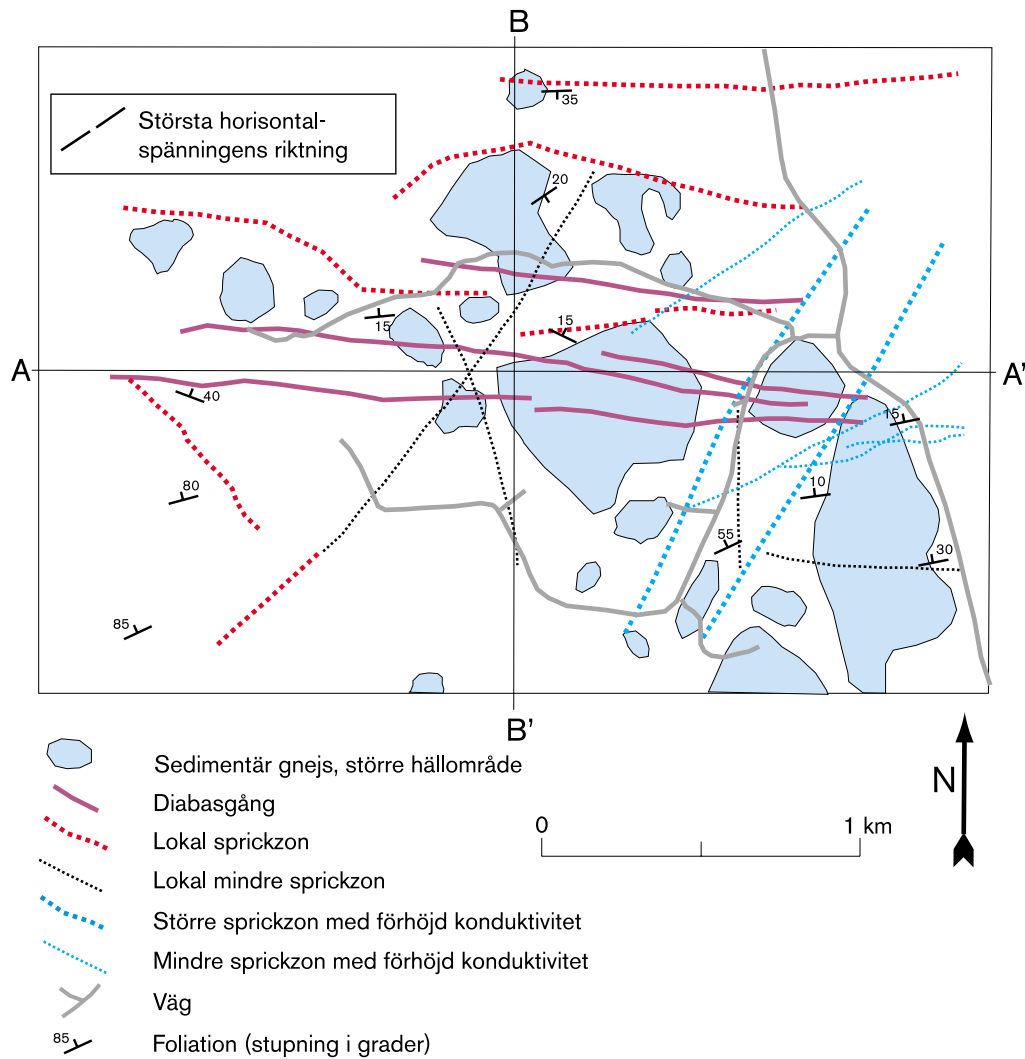 B
35
Största horisontal-
spänningens riktning
20
15
15
A
A'
40
15
80
10
55
30
85
B'
Sedimentär gnejs, större hällområde
Diabasgång
Lokal sprickzon
Lokal mindre sprickzon
Större sprickzon med förhöjd konduktivitet
Mindre sprickzon med förhöjd konduktivitet
Väg
85
Foliation (stupning i grader)
N
0
1 km